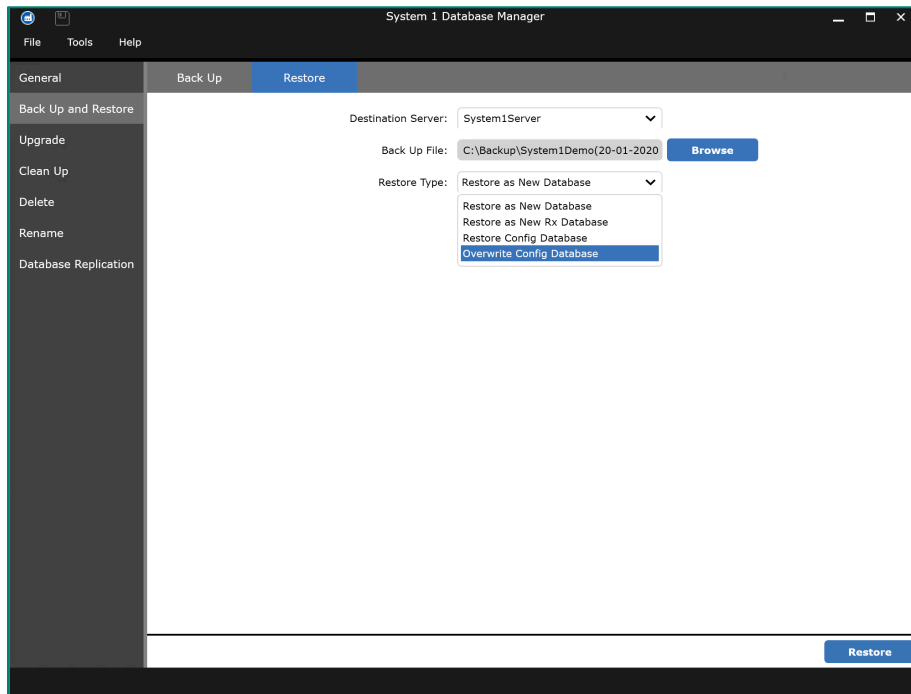 System 1 Database Manager
File Tools Help
General
Back Up and Restore
Upgrade
Clean Up
Delete
Rename
Database Replication
Back Up Restore
Destination Server: System1Server
Back Up File: C:\Backup\System1Demo(20-01-2020 Browse
Restore Type: Restore as New Database
Restore as New Database
Restore as New Rx Database
Restore Config Database
Overwrite Config Database
Restore